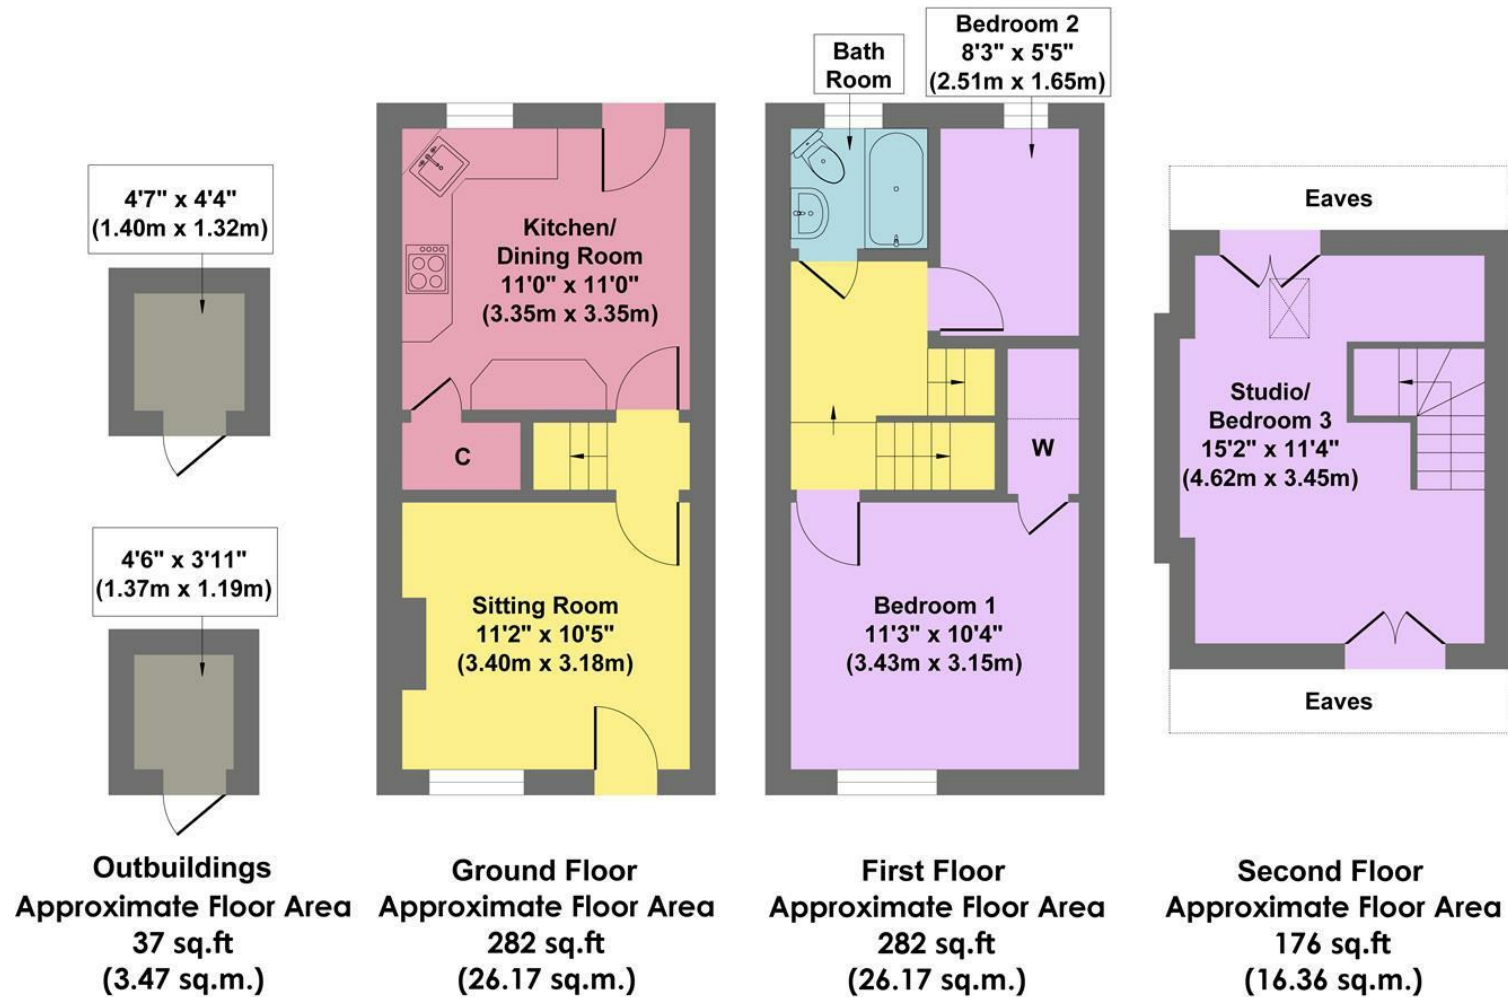 4'7" x 4'4"
(1.40m x 1.32m)
4'6" x 3'11"
(1.37m x 1.19m)
Outbuildings
Approximate Floor Area
37 sq.ft
(3.47 sq.m.)
Kitchen/
Dining Room
11'0" x 11'0"
(3.35m x 3.35m)
C
Sitting Room
11'2" x 10'5"
(3.40m x 3.18m)
Ground Floor
Approximate Floor Area
282 sq.ft
(26.17 sq.m.)
Bath
Room
Bedroom 2
8'3" x 5'5"
(2.51m x 1.65m)
W
Bedroom 1
11'3" x 10'4"
(3.43m x 3.15m)
First Floor
Approximate Floor Area
282 sq.ft
(26.17 sq.m.)
Eaves
Studio/
Bedroom 3
15'2" x 11'4"
(4.62m x 3.45m)
Eaves
Second Floor
Approximate Floor Area
176 sq.ft
(16.36 sq.m.)